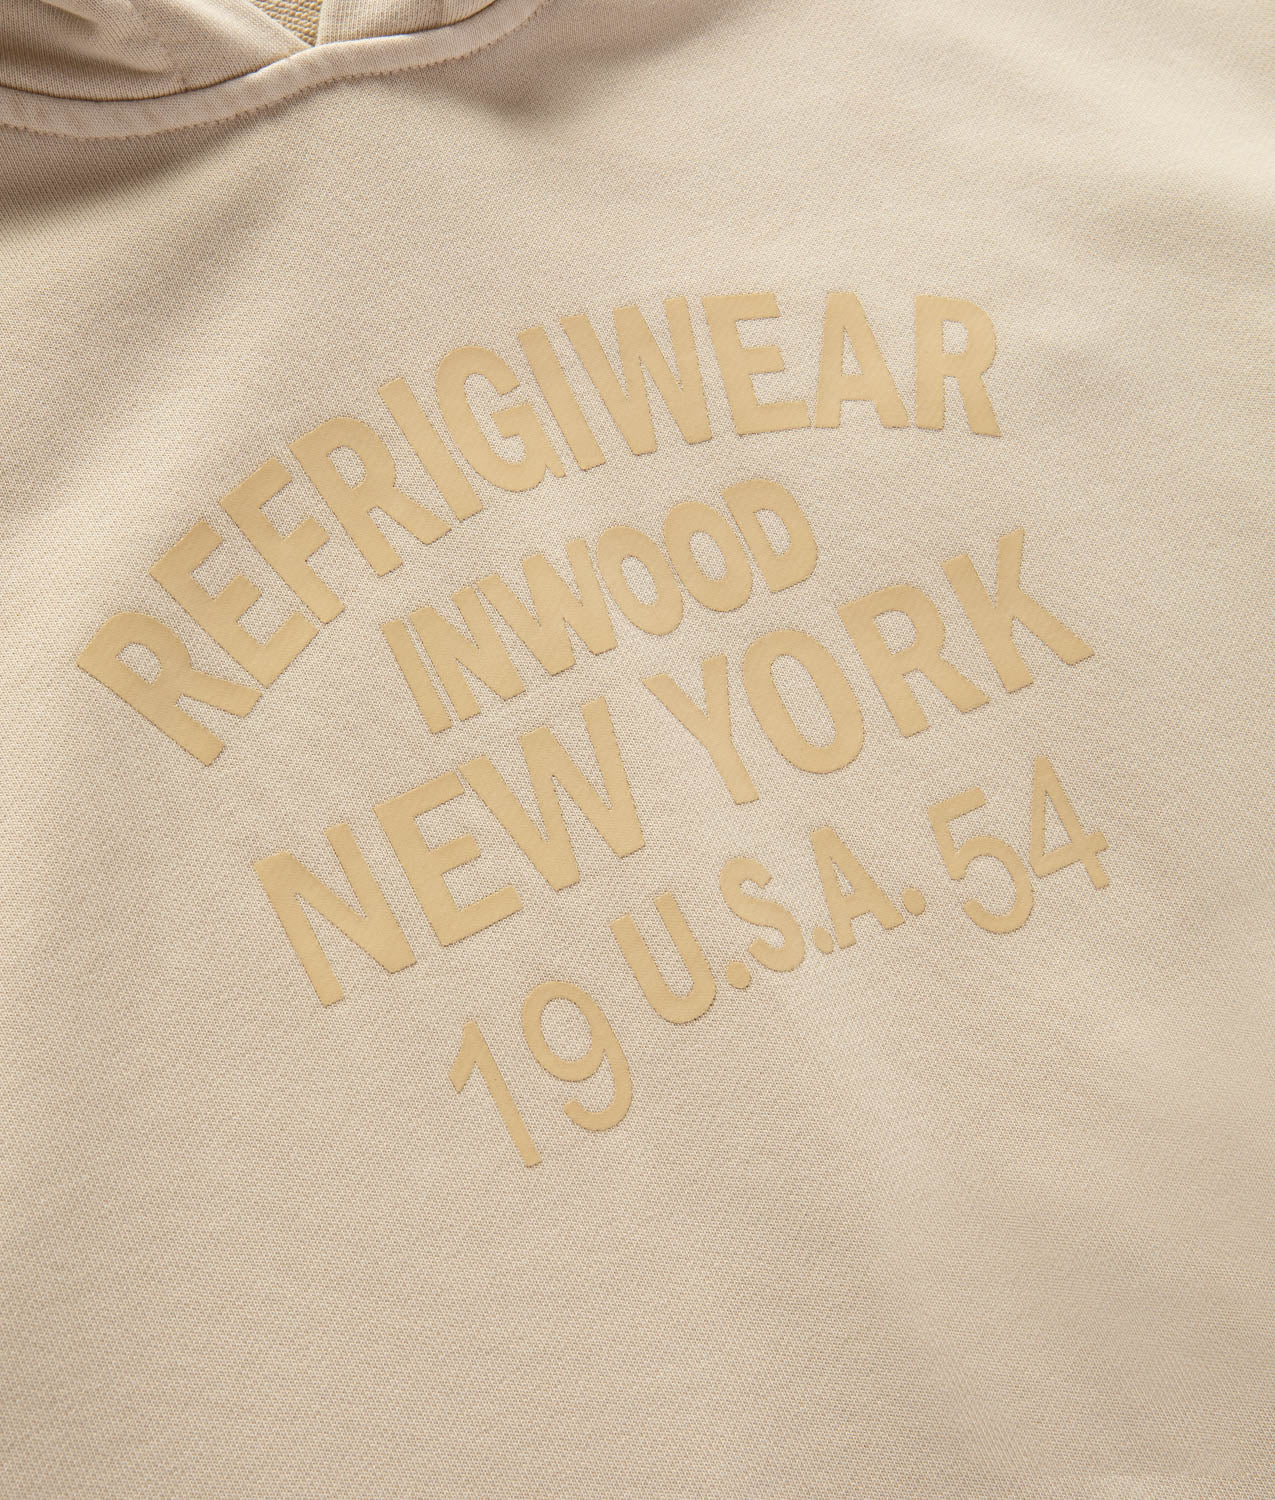 REFRIGIWEAR
INWOOD
NEW YORK
19 U.S.A. 54